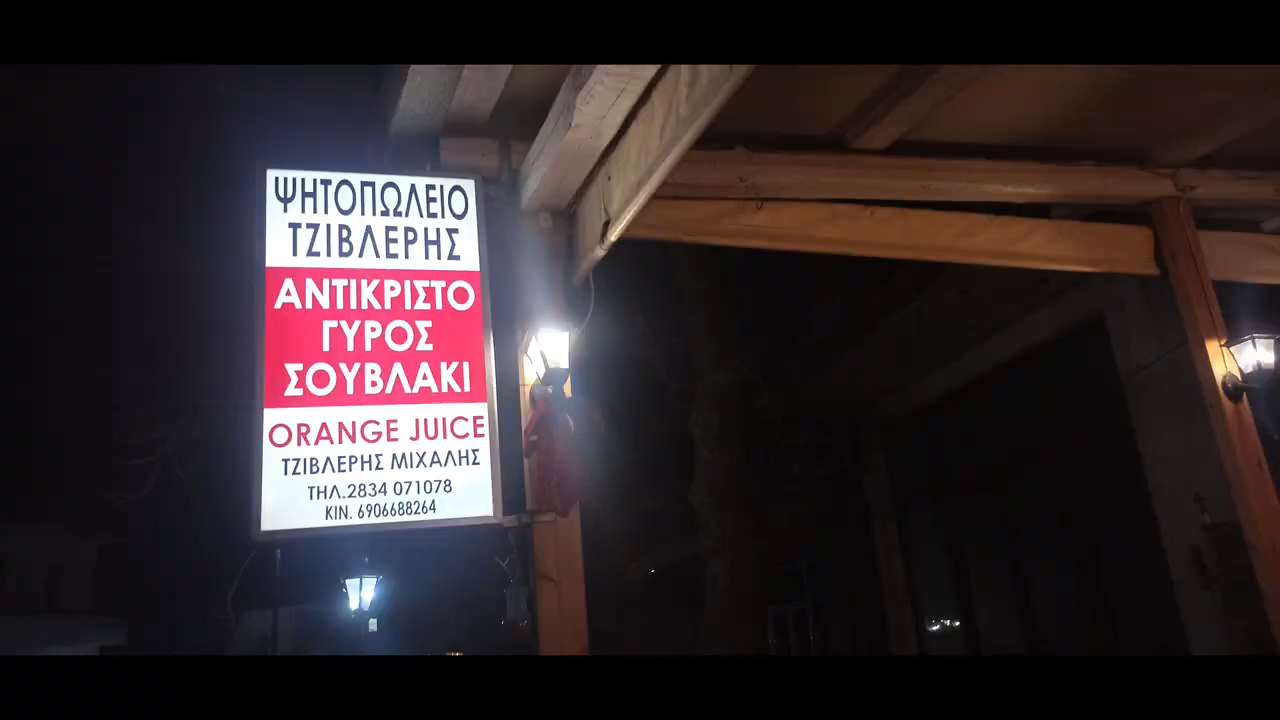 ΨΗΤΟΠΩΛΕΙΟ
ΤΖΙΒΛΕΡΗΣ
ΑΝΤΙΚΡΙΣΤΟ
ΓΥΡΟΣ
ΣΟΥΒΛΑΚΙ
ORANGE JUICE
ΤΖΙΒΛΕΡΗΣ ΜΙΧΑΛΗΣ
ΤΗΛ.2834 071078
ΚΙΝ. 6906688264